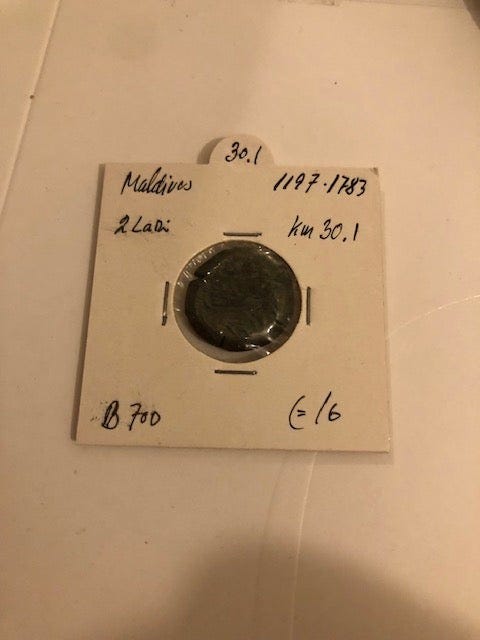 30.1
Maldives 1197.1783
2 Lari km 30.1
B 700 €=16